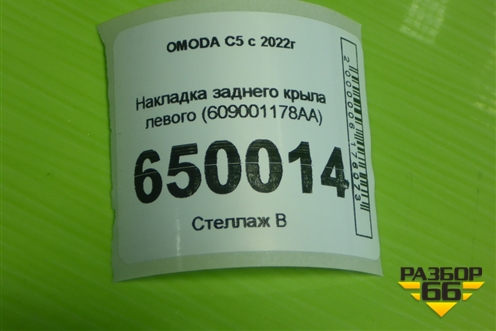 OMODA C5 с 2022г
Накладка заднего крыла
левого (609001178AA)
650014
Стеллаж В
РАЗБОР
66